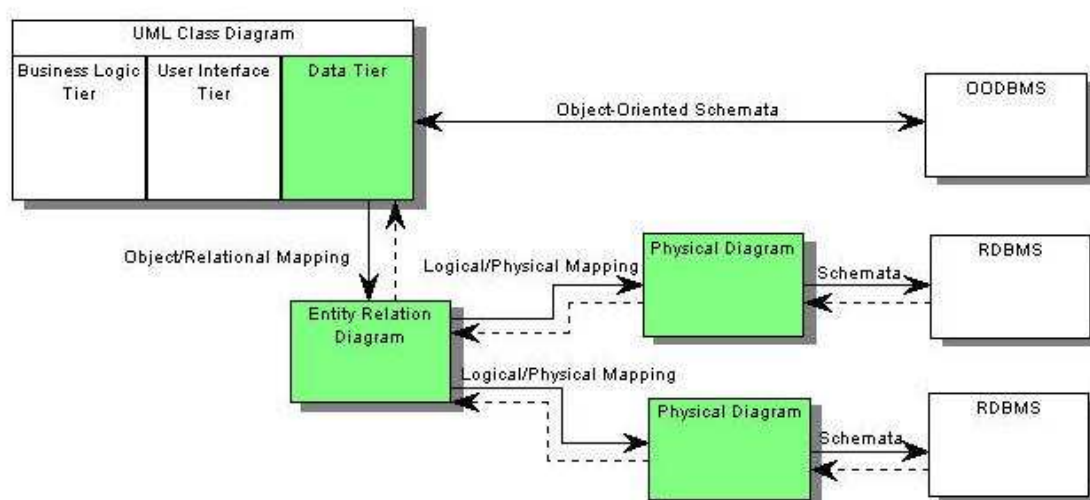 UML Class Diagram
Business Logic
Tier
User Interface
Tier
Data Tier
Object-Oriented Schemata
OODBMS
Object/Relational Mapping
Logical/Physical Mapping
Physical Diagram
Schemata
RDBMS
Entity Relation
Diagram
Logical/Physical Mapping
Physical Diagram
Schemata
RDBMS